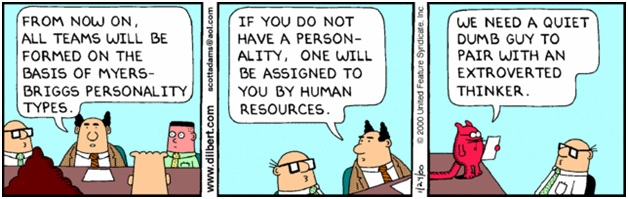 FROM NOW ON,
ALL TEAMS WILL BE
FORMED ON THE
BASIS OF MYERS-
BRIGGS PERSONALITY
TYPES.
www.dilbert.com
scottadams@aol.com
IF YOU DO NOT
HAVE A PERSON-
ALITY, ONE WILL
BE ASSIGNED TO
YOU BY HUMAN
RESOURCES.
1/24/00
© 2000 United Feature Syndicate, Inc.
WE NEED A QUIET
DUMB GUY TO
PAIR WITH AN
EXTROVERTED
THINKER.